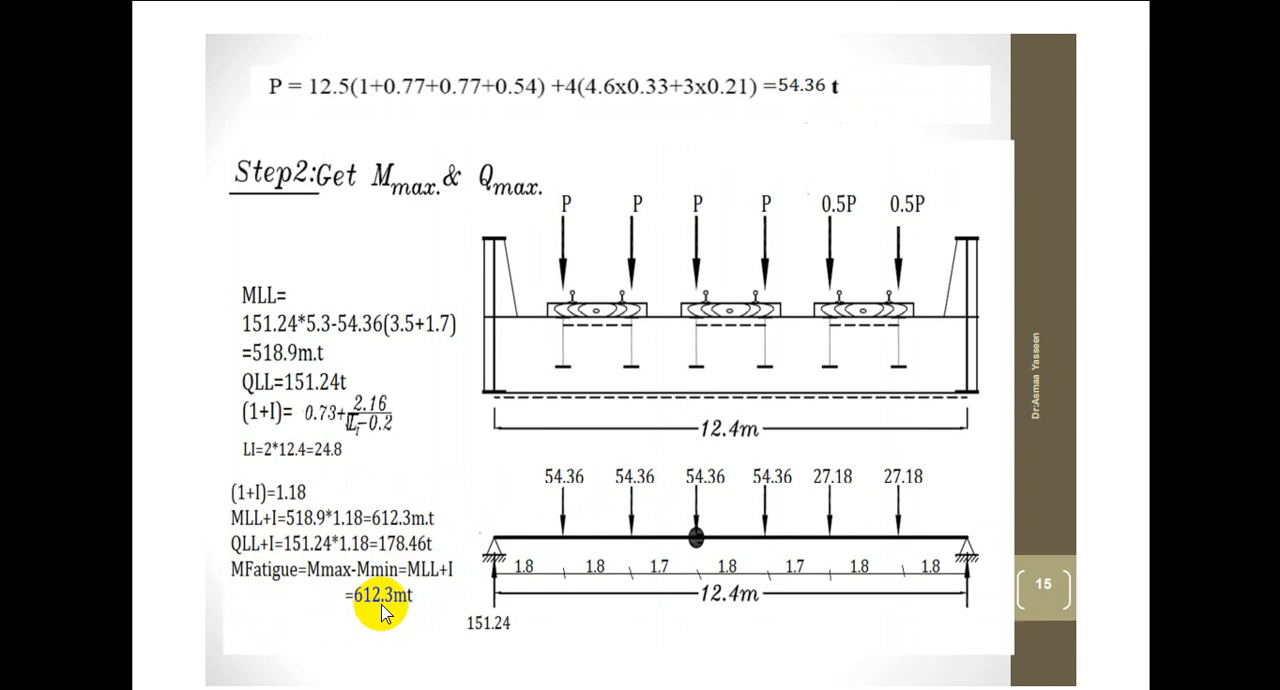 P = 12.5(1+0.77+0.77+0.54) +4(4.6x0.33+3x0.21) =54.36 t
Step2:Get Mmax.& Qmax.
P P P P 0.5P 0.5P
MLL=
151.24*5.3-54.36(3.5+1.7)
=518.9m.t
QLL=151.24t
(1+I)= 0.73+2.16/√LI-0.2
LI=2*12.4=24.8
12.4m
54.36 54.36 54.36 54.36 27.18 27.18
(1+I)=1.18
MLL+I=518.9*1.18=612.3m.t
QLL+I=151.24*1.18=178.46t
MFatigue=Mmax-Mmin=MLL+I
=612.3mt
1.8 1.8 1.7 1.8 1.7 1.8 1.8
12.4m
151.24
Dr:Asmaa Yasseen
15